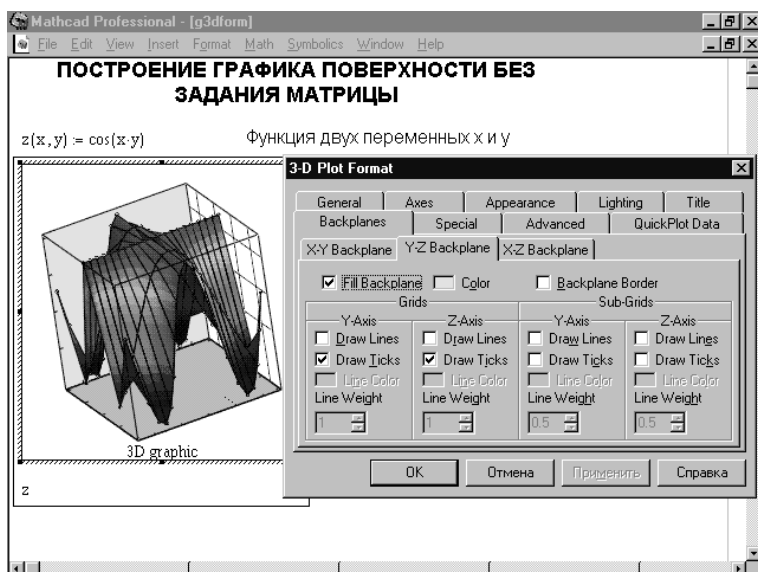 Mathcad Professional - [g3dform]
File Edit View Insert Format Math Symbolics Window Help
ПОСТРОЕНИЕ ГРАФИКА ПОВЕРХНОСТИ БЕЗ
ЗАДАНИЯ МАТРИЦЫ
z(x,y) := cos(x·y) Функция двух переменных x и y
3D graphic
z
3-D Plot Format
General Axes Appearance Lighting Title
Backplanes Special Advanced QuickPlot Data
X-Y Backplane Y-Z Backplane X-Z Backplane
Fill Backplane Color Backplane Border
Grids Sub-Grids
Y-Axis Z-Axis Y-Axis Z-Axis
Draw Lines Draw Lines Draw Lines Draw Lines
Draw Ticks Draw Ticks Draw Ticks Draw Ticks
Line Color Line Color Line Color Line Color
Line Weight Line Weight Line Weight Line Weight
1 1 0.5 0.5
OK Отмена Применить Справка